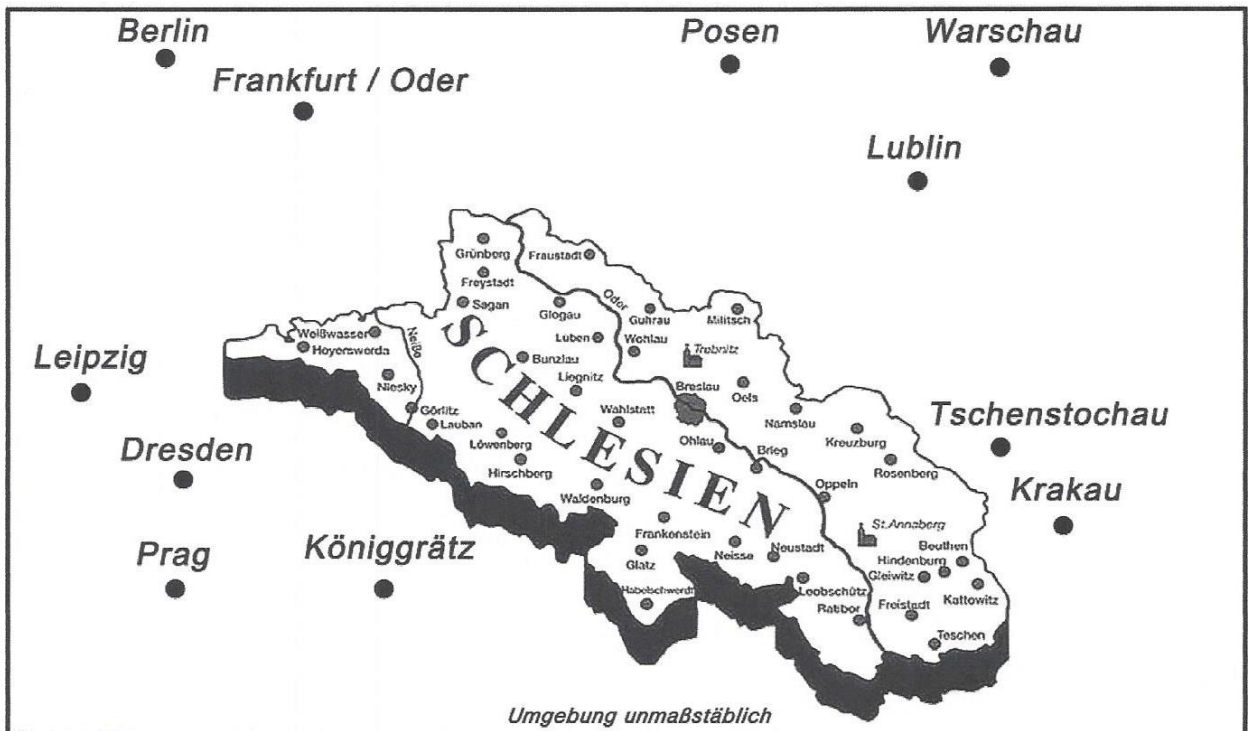 Berlin
Posen
Warschau
Frankfurt / Oder
Lublin
Grünberg
Fraustadt
Freystadt
Sagan
Glogau
Oder
Guhrau
Militsch
Weißwasser
Hoyerswerda
Neiße
Lüben
Wohlau
Trebnitz
Leipzig
Bunzlau
Niesky
Liegnitz
Breslau
Oels
SCHLESIEN
Görlitz
Lauban
Wahlstatt
Namslau
Tschenstochau
Löwenberg
Ohlau
Brieg
Kreuzburg
Dresden
Hirschberg
Rosenberg
Waldenburg
Oppeln
Krakau
Frankenstein
St.Annaberg
Prag
Königgrätz
Glatz
Neisse
Neustadt
Beuthen
Hindenburg
Gleiwitz
Habelschwerdt
Leobschütz
Kattowitz
Ratibor
Freistadt
Teschen
Umgebung unmaßstäblich